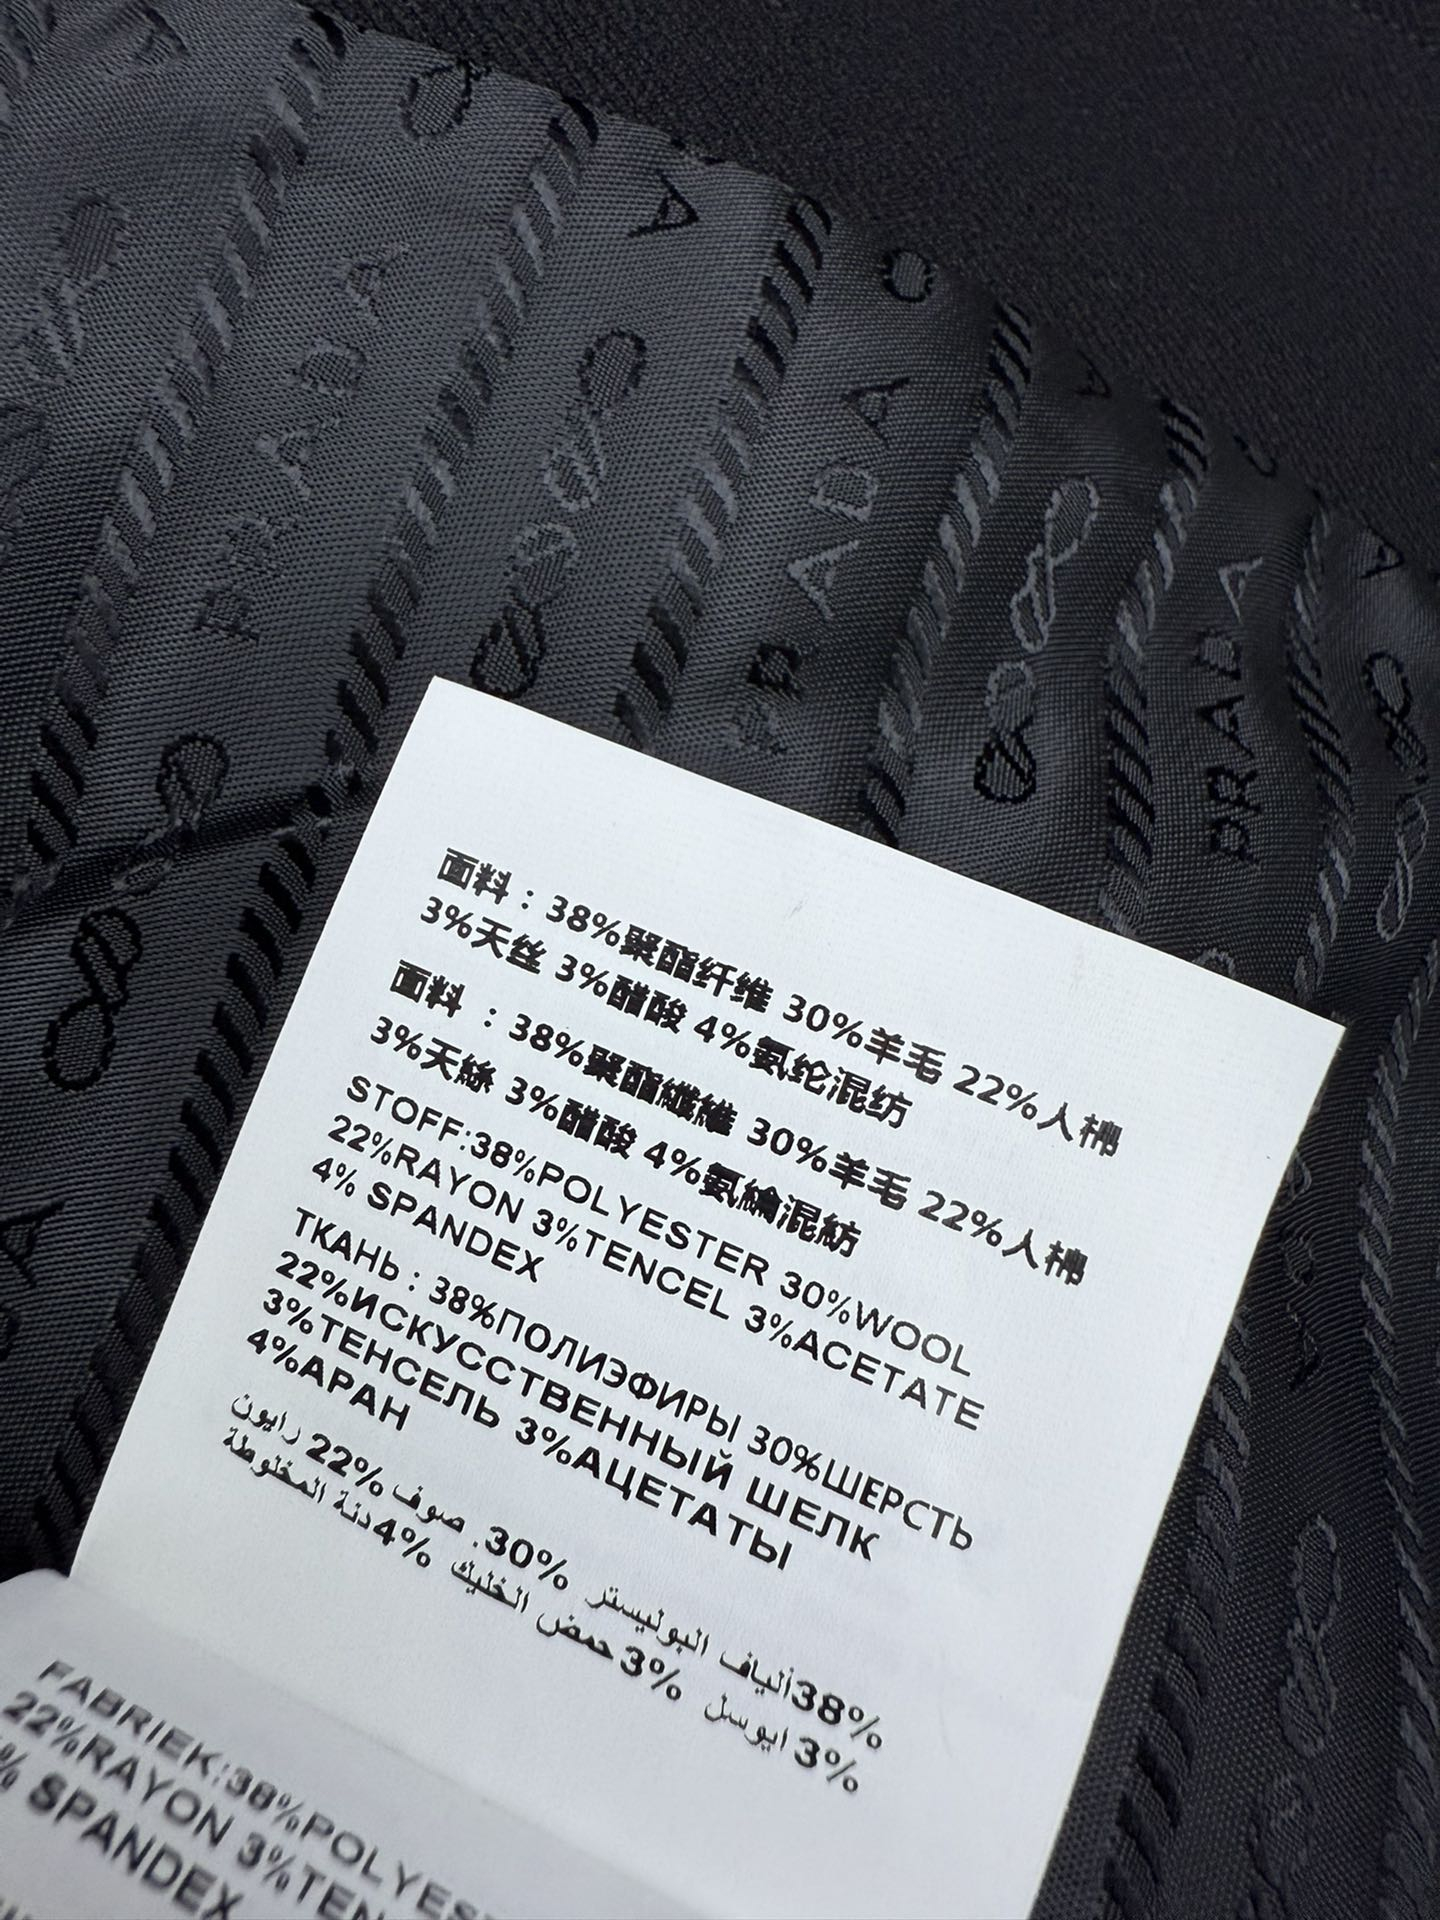 PRADA
PRADA
PRADA
面料：38%聚酯纤维 30%羊毛 22%人棉
3%天丝 3%醋酸 4%氨纶混纺
面料 ：38%聚酯纖維 30%羊毛 22%人棉
3%天絲 3%醋酸 4%氨綸混紡
STOFF:38%POLYESTER 30%WOOL
22%RAYON 3%TENCEL 3%ACETATE
4% SPANDEX
ТКАНЬ : 38%ПОЛИЭФИРЫ 30%ШЕРСТЬ
22%ИСКУССТВЕННЫЙ ШЕЛК
3%ТЕНСЕЛЬ 3%АЦЕТАТЫ
4%АРАН
38%ألياف البوليستر 30%. صوف 22% رايون
3% ايوسل 3%حمض الخليك 4%دنة المخلوطة
FABRIEK:38%POLYES
22%RAYON 3%TEN
% SPANDEX